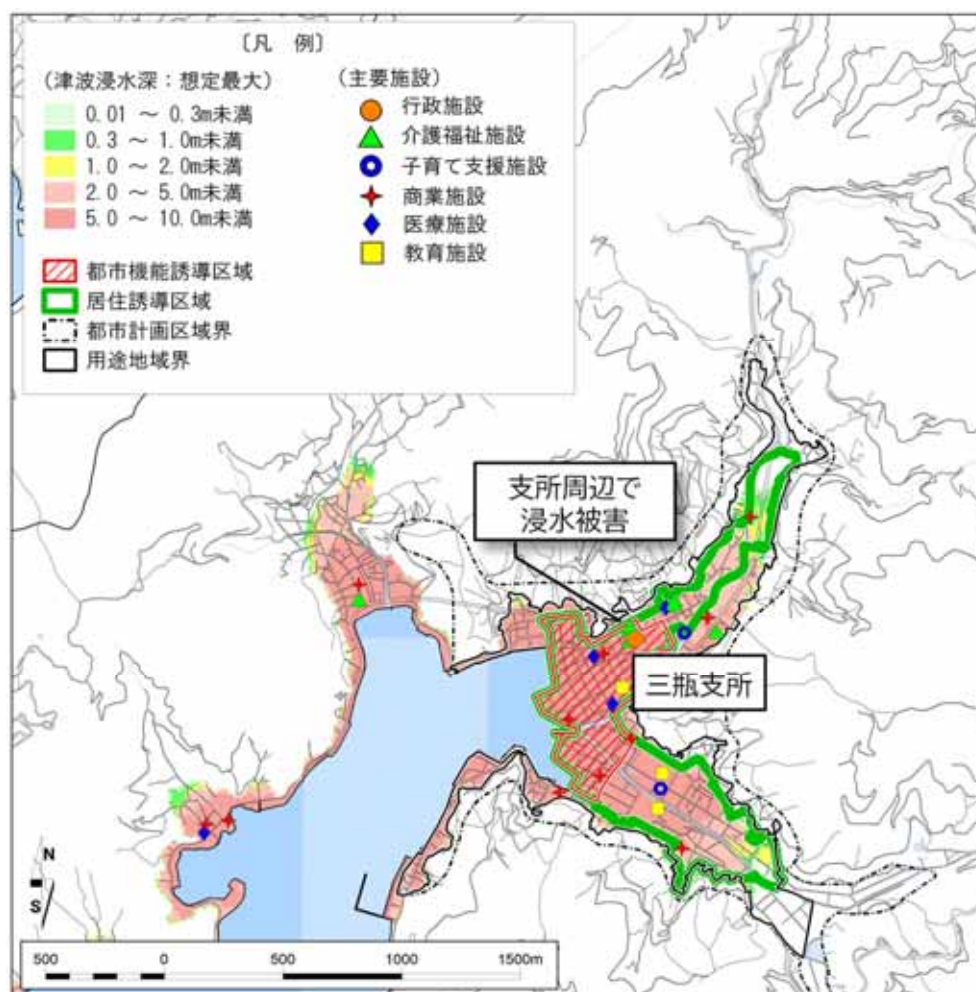 〔凡 例〕
(津波浸水深：想定最大)
0.01 ～ 0.3m未満
0.3 ～ 1.0m未満
1.0 ～ 2.0m未満
2.0 ～ 5.0m未満
5.0 ～ 10.0m未満
都市機能誘導区域
居住誘導区域
都市計画区域界
用途地域界
(主要施設)
行政施設
介護福祉施設
子育て支援施設
商業施設
医療施設
教育施設
支所周辺で
浸水被害
三瓶支所
N
S
500 0 500 1000 1500m